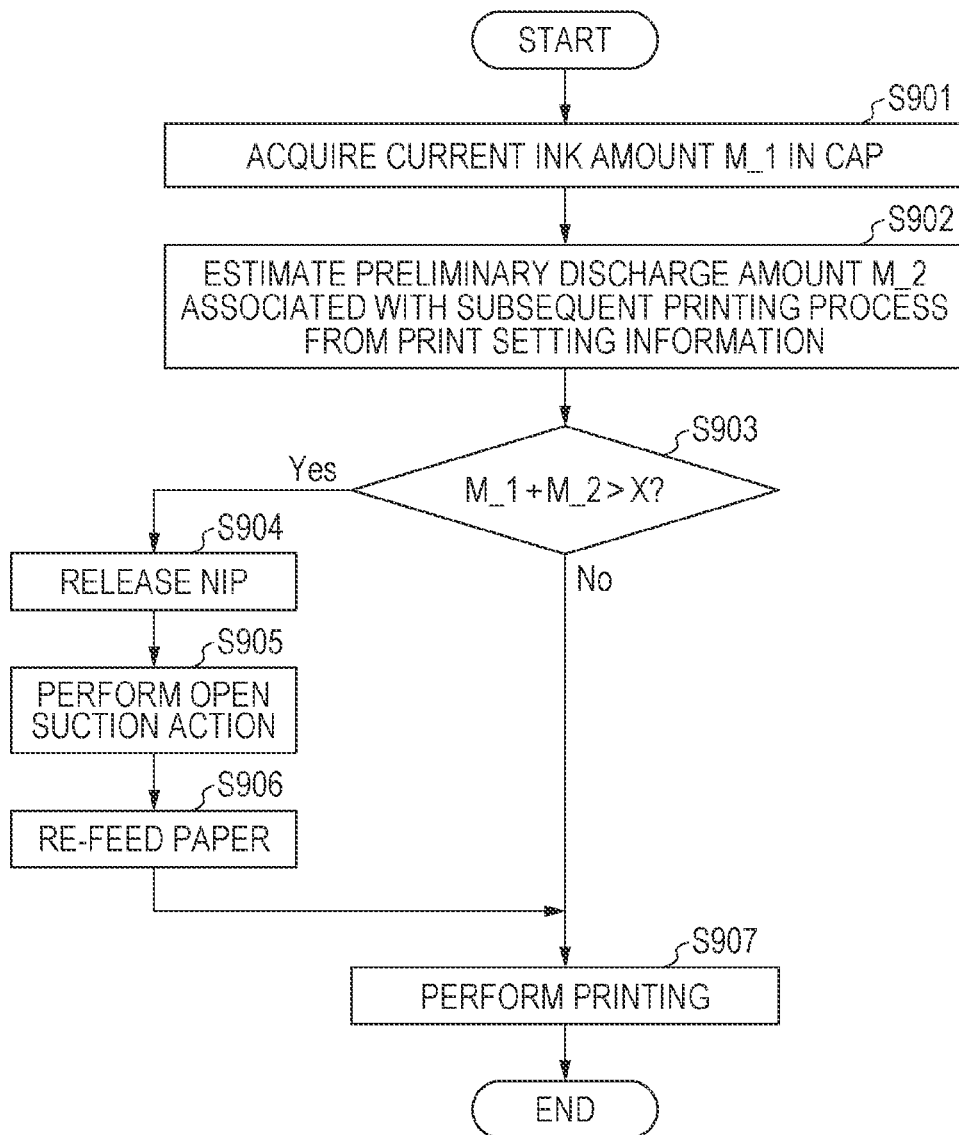 START
S901
ACQUIRE CURRENT INK AMOUNT M_1 IN CAP
S902
ESTIMATE PRELIMINARY DISCHARGE AMOUNT M_2
ASSOCIATED WITH SUBSEQUENT PRINTING PROCESS
FROM PRINT SETTING INFORMATION
S903
M_1 + M_2 > X?
Yes
No
S904
RELEASE NIP
S905
PERFORM OPEN
SUCTION ACTION
S906
RE-FEED PAPER
S907
PERFORM PRINTING
END